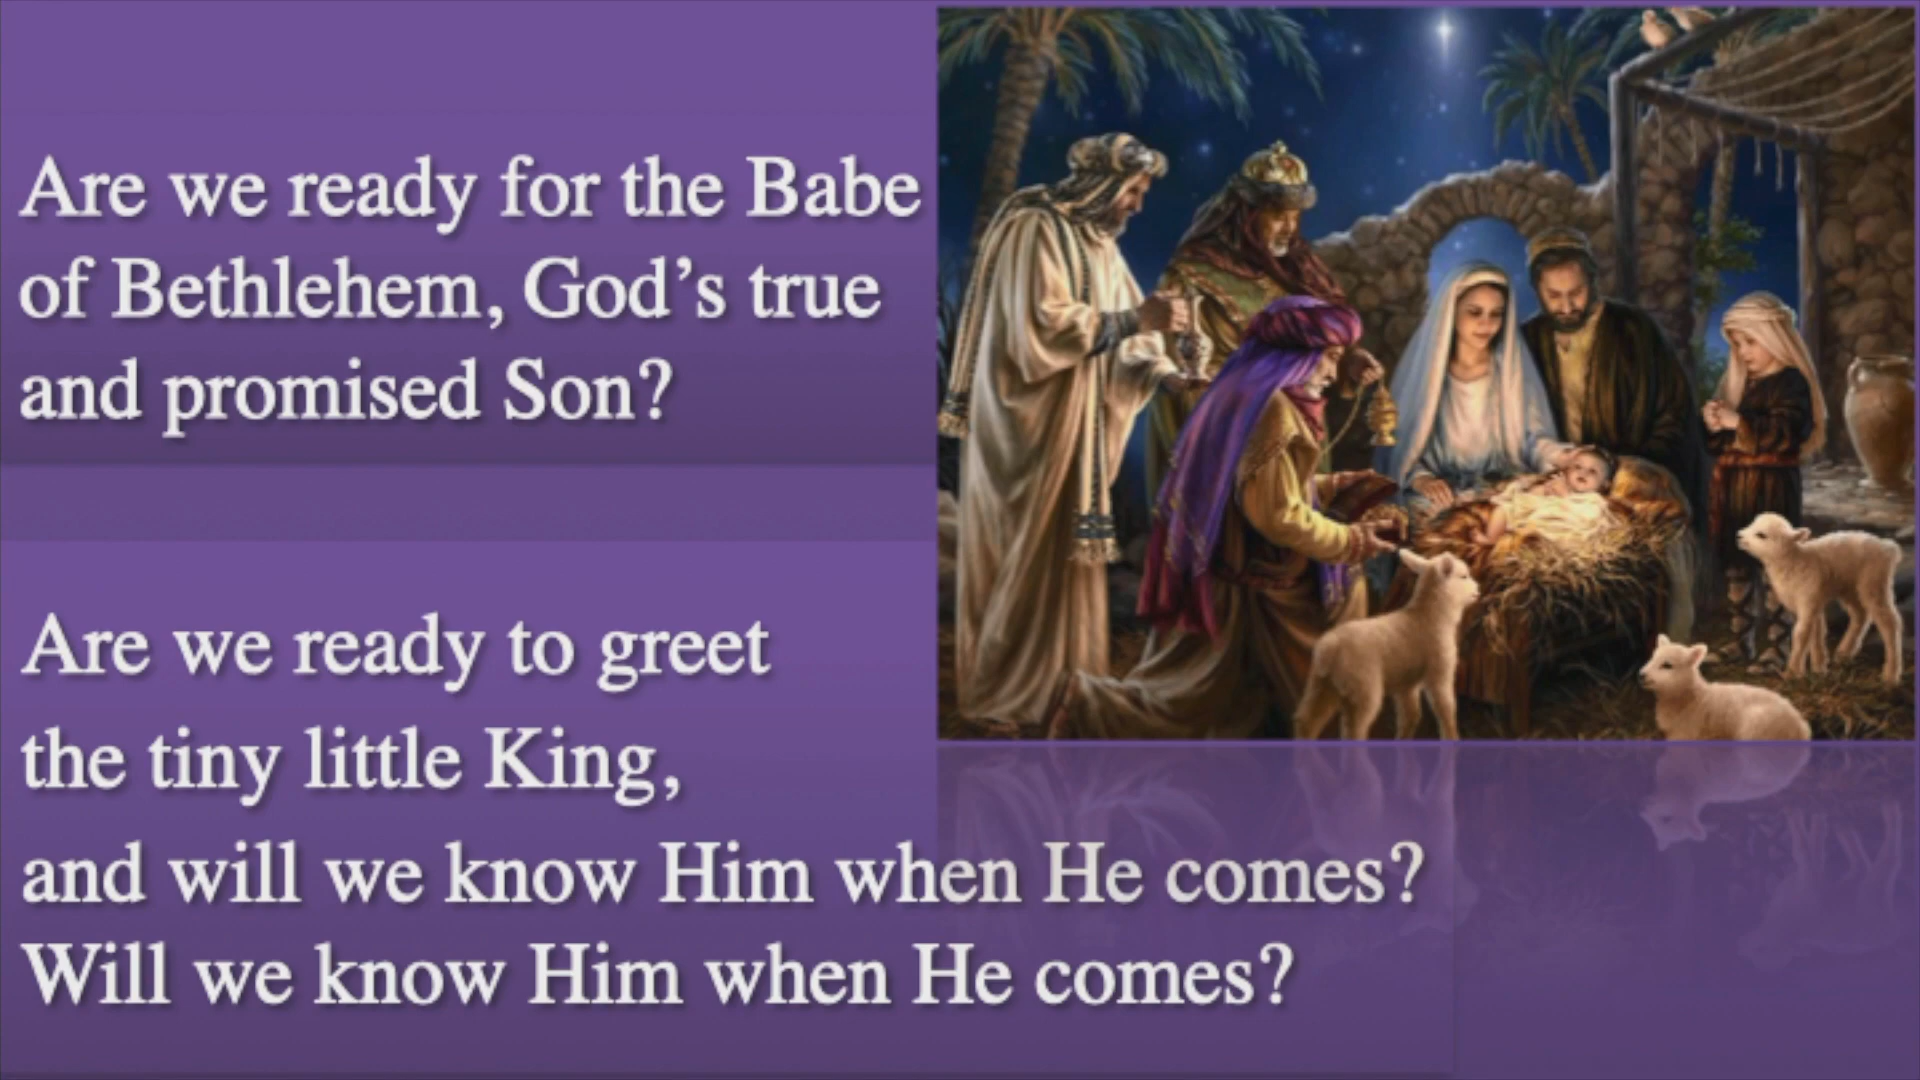 Are we ready for the Babe
of Bethlehem, God’s true
and promised Son?
Are we ready to greet
the tiny little King,
and will we know Him when He comes?
Will we know Him when He comes?